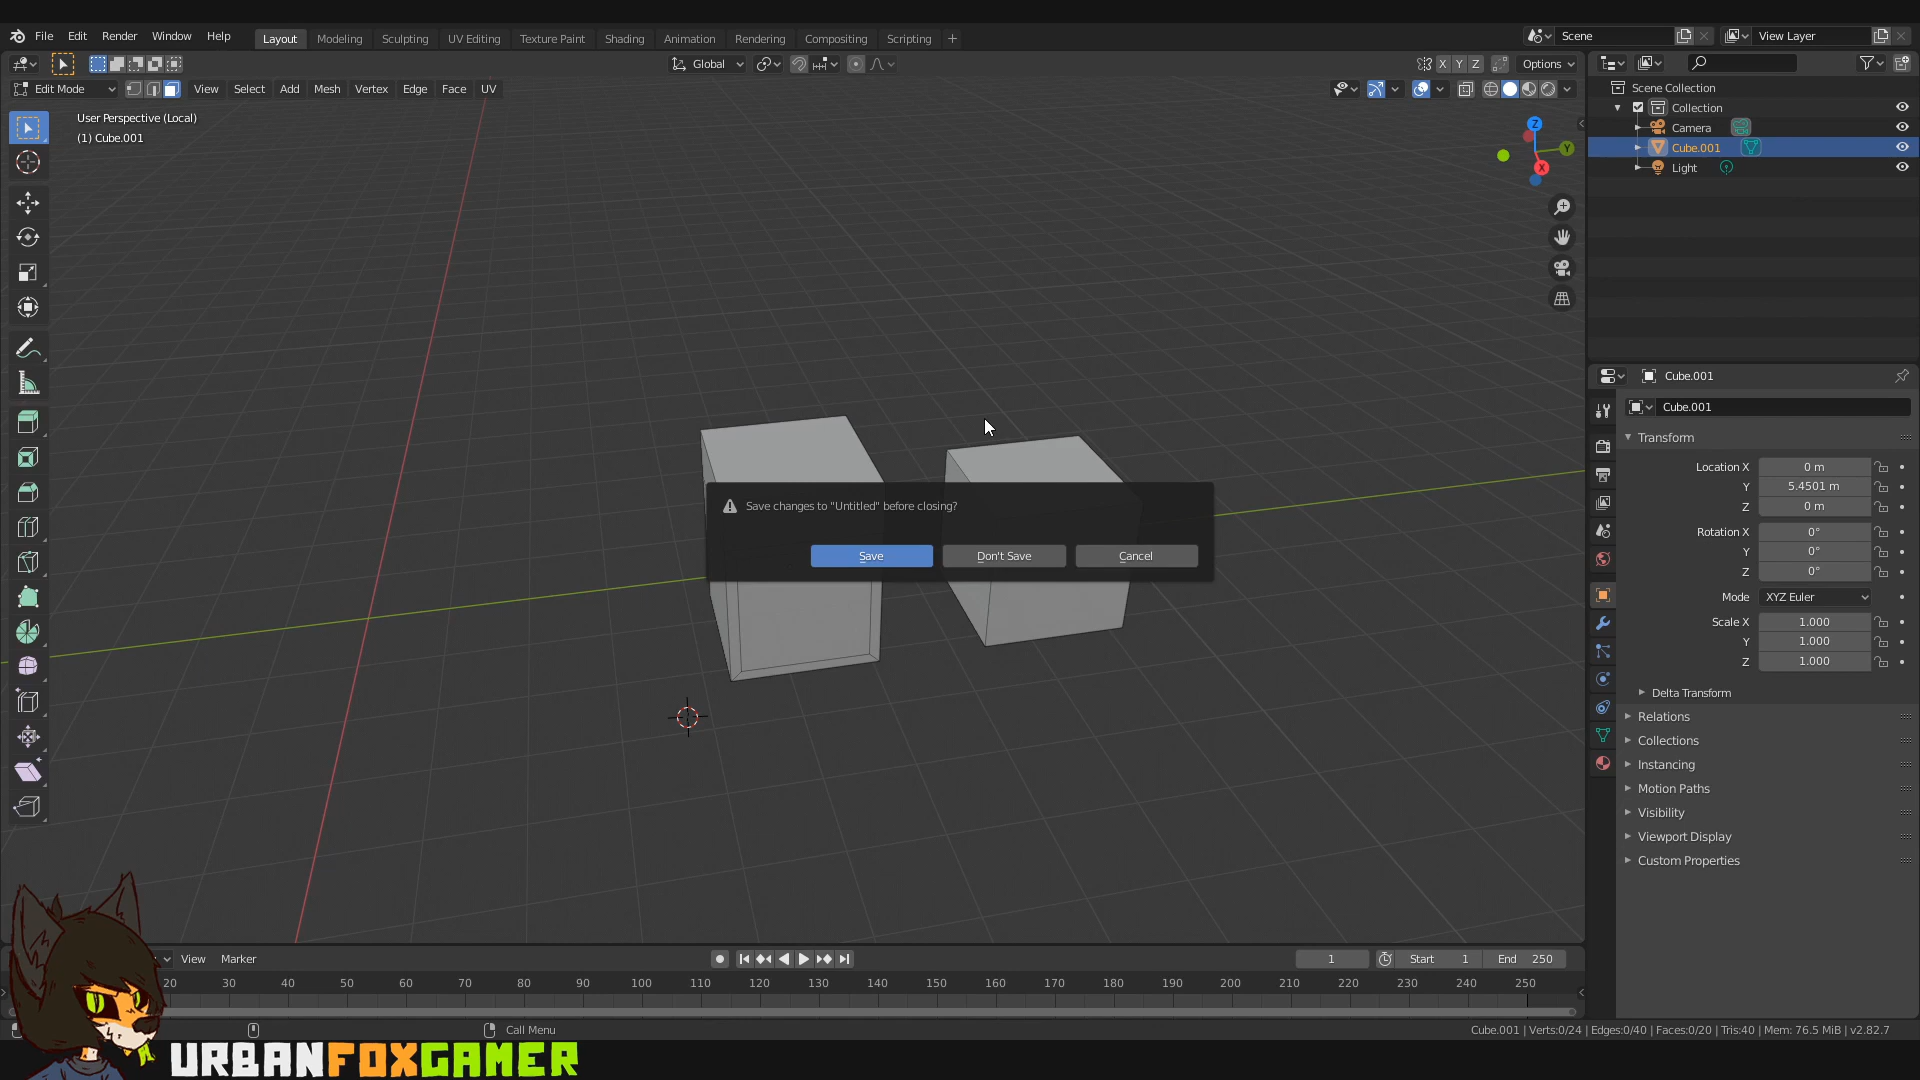 File Edit Render Window Help Layout Modeling Sculpting UV Editing Texture Paint Shading Animation Rendering Compositing Scripting + Scene View Layer
Global X Y Z Options
Edit Mode View Select Add Mesh Vertex Edge Face UV
User Perspective (Local)
(1) Cube.001
Z
Y
X
Scene Collection
Collection
Camera
Cube.001
Light
Save changes to "Untitled" before closing?
Save Don't Save Cancel
Cube.001
Cube.001
Transform
Location X 0 m
Y 5.4501 m
Z 0 m
Rotation X 0°
Y 0°
Z 0°
Mode XYZ Euler
Scale X 1.000
Y 1.000
Z 1.000
Delta Transform
Relations
Collections
Instancing
Motion Paths
Visibility
Viewport Display
Custom Properties
View Marker 1 Start 1 End 250
20 30 40 50 60 70 80 90 100 110 120 130 140 150 160 170 180 190 200 210 220 230 240 250
Call Menu
Cube.001 | Verts:0/24 | Edges:0/40 | Faces:0/20 | Tris:40 | Mem: 76.5 MiB | v2.82.7
URBANFOXGAMER